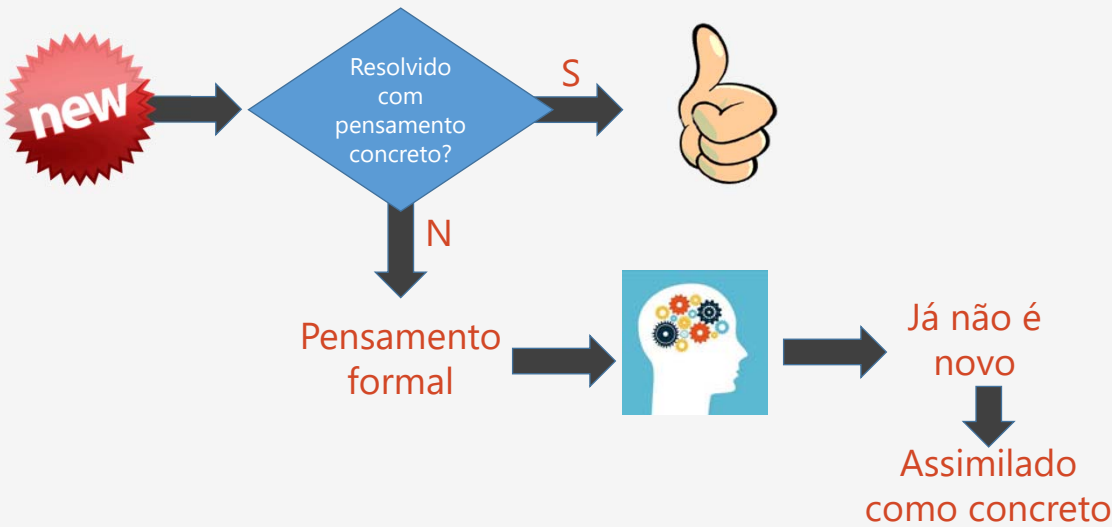 new
Resolvido
com
pensamento
concreto?
S
N
Pensamento
formal
Já não é
novo
Assimilado
como concreto